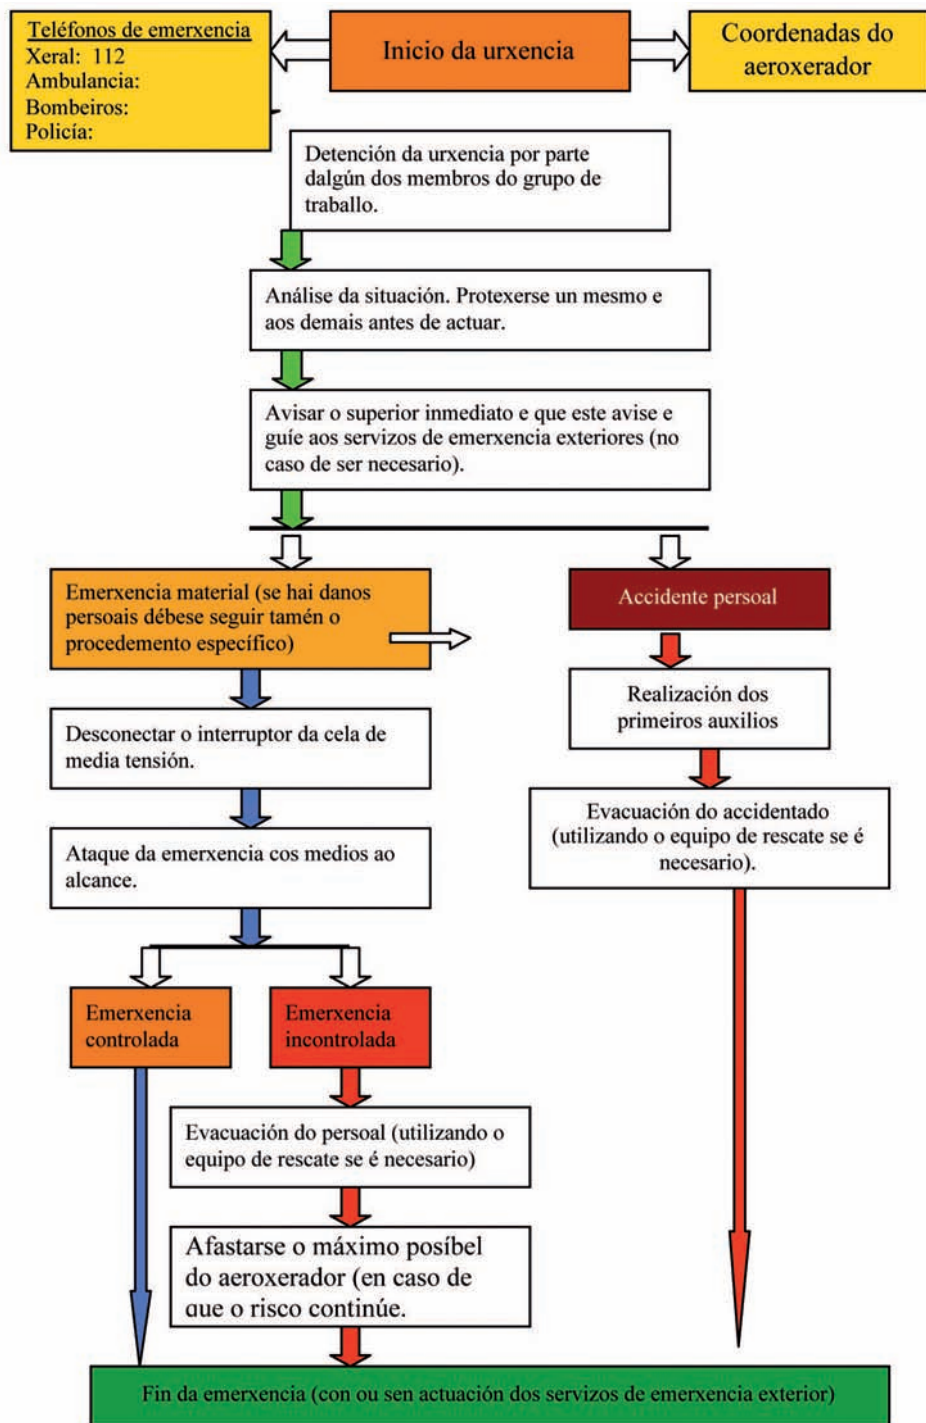 Teléfonos de emerxencia
Xeral: 112
Ambulancia:
Bombeiros:
Policía:
Inicio da urxencia
Coordenadas do
aeroxerador
Detención da urxencia por parte
dalgún dos membros do grupo de
traballo.
Análise da situación. Protexerse un mesmo e
aos demais antes de actuar.
Avisar o superior inmediato e que este avise e
guíe aos servizos de emerxencia exteriores (no
caso de ser necesario).
Emerxencia material (se hai danos
persoais débese seguir tamén o
procedemento específico)
Accidente persoal
Realización dos
primeiros auxilios
Desconectar o interruptor da cela de
media tensión.
Evacuación do accidentado
(utilizando o equipo de rescate se é
necesario).
Ataque da emerxencia cos medios ao
alcance.
Emerxencia
controlada
Emerxencia
incontrolada
Evacuación do persoal (utilizando o
equipo de rescate se é necesario)
Afastarse o máximo posíbel
do aeroxerador (en caso de
que o risco continúe.
Fin da emerxencia (con ou sen actuación dos servizos de emerxencia exterior)